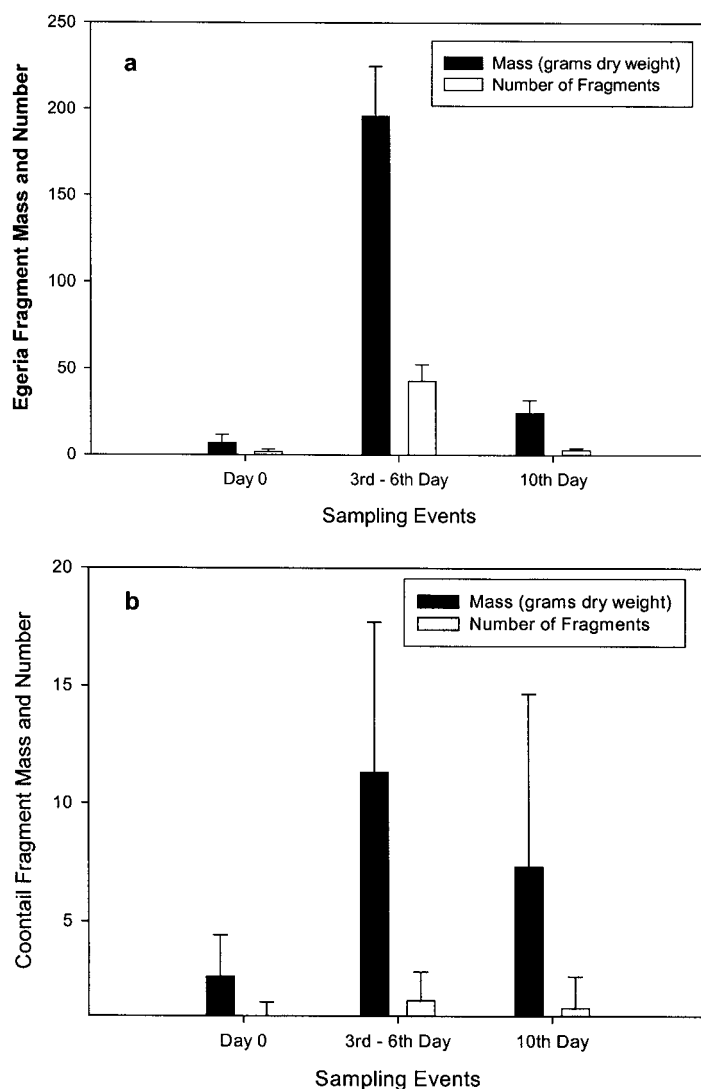 250
200
150
100
50
0
Egeria Fragment Mass and Number
a
Mass (grams dry weight)
Number of Fragments
Day 0
3rd - 6th Day
10th Day
Sampling Events
20
15
10
5
Coontail Fragment Mass and Number
b
Mass (grams dry weight)
Number of Fragments
Day 0
3rd - 6th Day
10th Day
Sampling Events